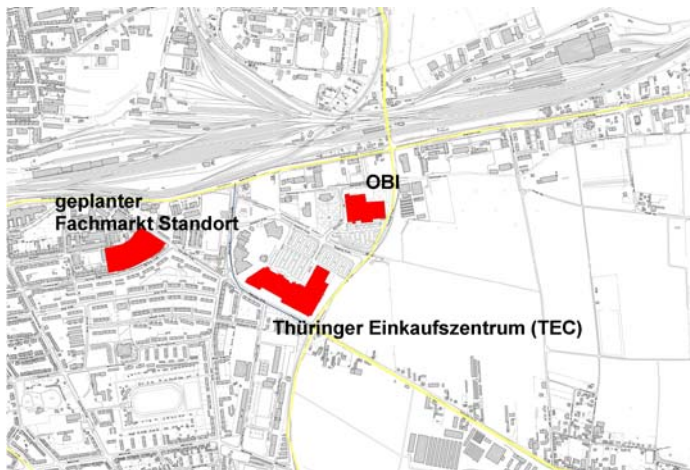 OBI
geplanter
Fachmarkt Standort
Thüringer Einkaufszentrum (TEC)